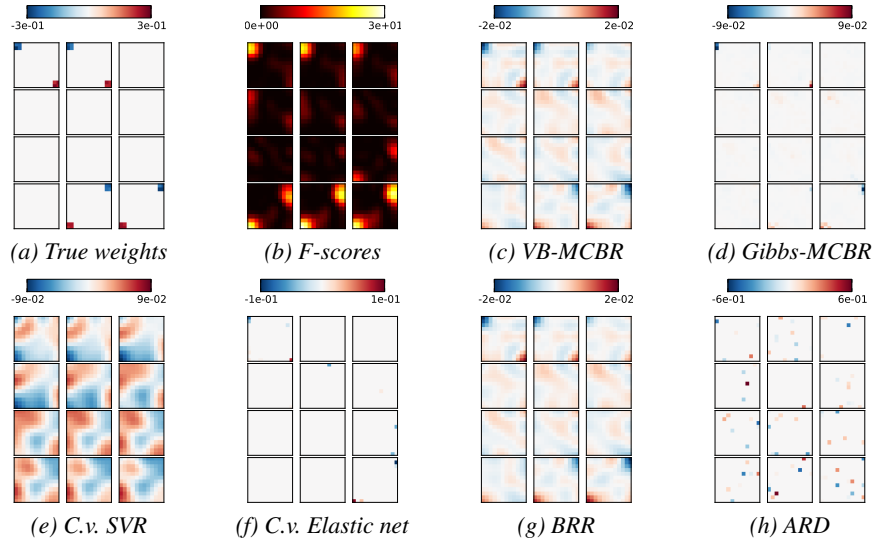 -3e-01 3e-01
0e+00 3e+01
-2e-02 2e-02
-9e-02 9e-02
(a) True weights
(b) F-scores
(c) VB-MCBR
(d) Gibbs-MCBR
-9e-02 9e-02
-1e-01 1e-01
-2e-02 2e-02
-6e-01 6e-01
(e) C.v. SVR
(f) C.v. Elastic net
(g) BRR
(h) ARD